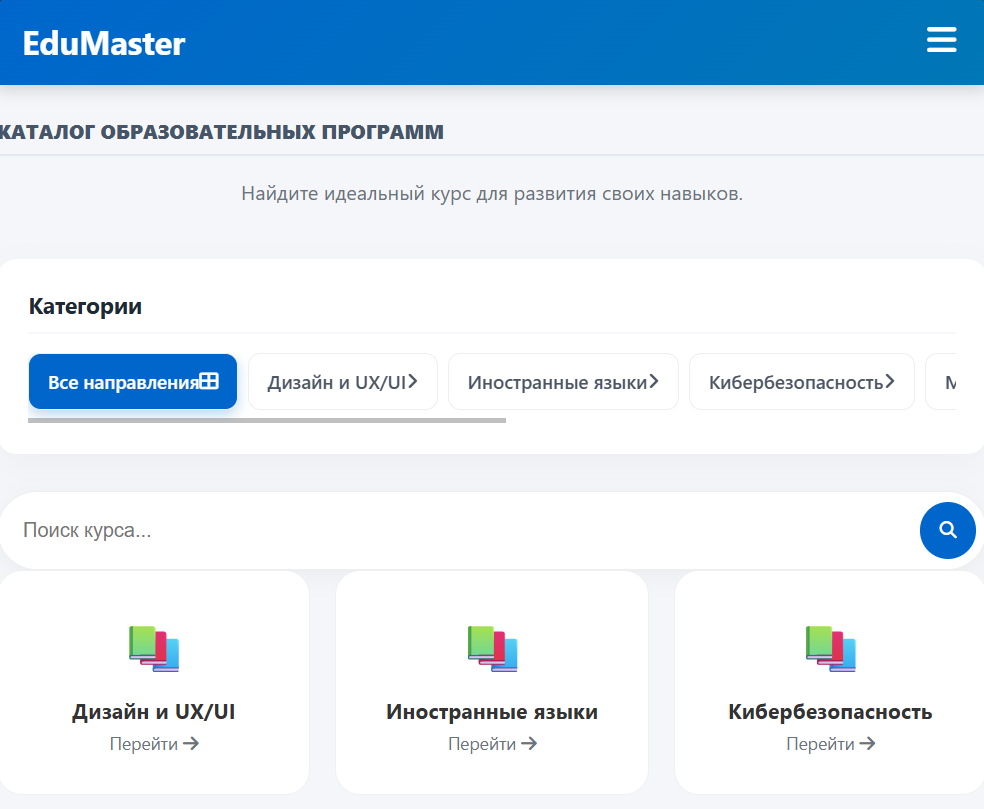 EduMaster
КАТАЛОГ ОБРАЗОВАТЕЛЬНЫХ ПРОГРАММ
Найдите идеальный курс для развития своих навыков.
Категории
Все направления Дизайн и UX/UI Иностранные языки Кибербезопасность
Поиск курса...
Дизайн и UX/UI Иностранные языки Кибербезопасность
Перейти → Перейти → Перейти →